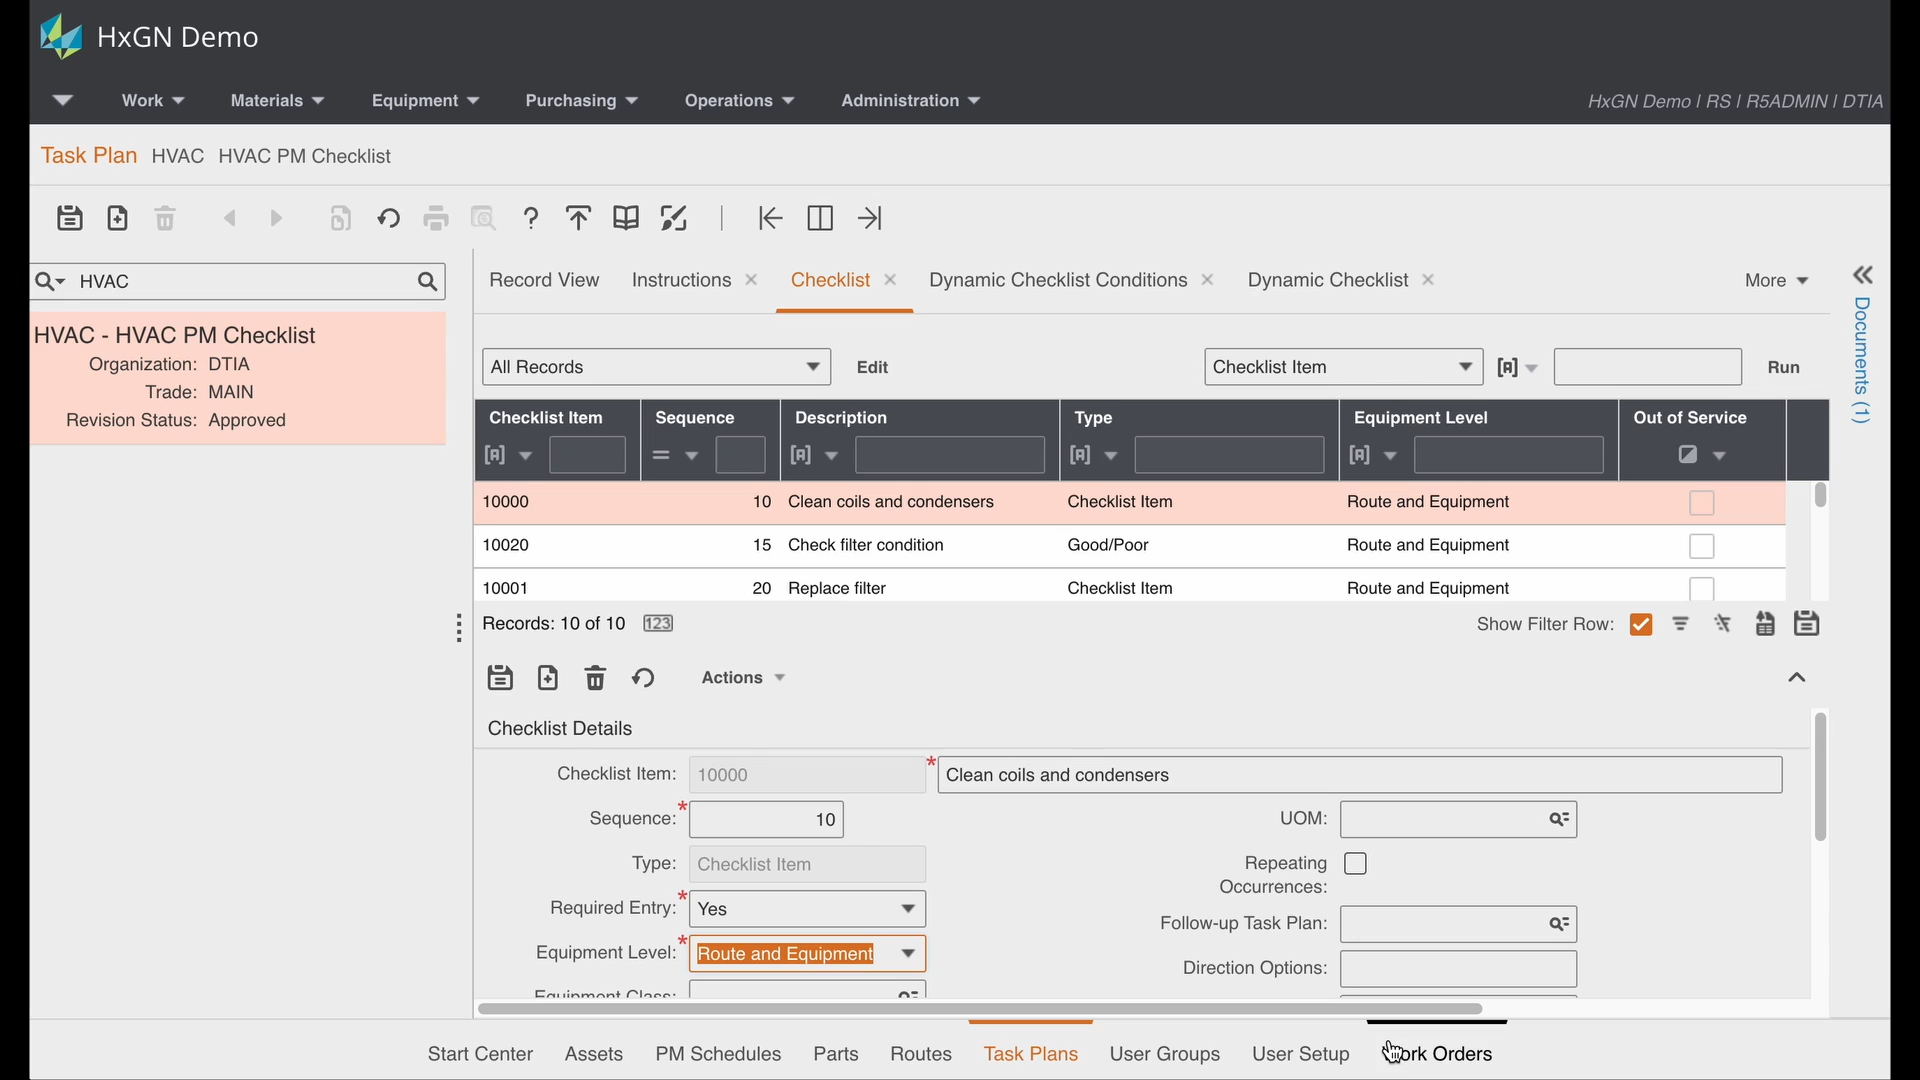 HxGN Demo
Work Materials Equipment Purchasing Operations Administration HxGN Demo | RS | R5ADMIN | DTIA
Task Plan HVAC HVAC PM Checklist
HVAC
HVAC - HVAC PM Checklist
Organization: DTIA
Trade: MAIN
Revision Status: Approved
Record View Instructions Checklist Dynamic Checklist Conditions Dynamic Checklist More
Documents (1)
All Records Edit Checklist Item [A] Run
Checklist Item Sequence Description Type Equipment Level Out of Service
[A] = [A] [A] [A]
10000 10 Clean coils and condensers Checklist Item Route and Equipment
10020 15 Check filter condition Good/Poor Route and Equipment
10001 20 Replace filter Checklist Item Route and Equipment
Records: 10 of 10 123 Show Filter Row:
Actions
Checklist Details
Checklist Item: 10000 * Clean coils and condensers
Sequence: * 10 UOM:
Type: Checklist Item Repeating
Occurrences:
Required Entry: * Yes Follow-up Task Plan:
Equipment Level: * Route and Equipment Direction Options:
Equipment Class:
Start Center Assets PM Schedules Parts Routes Task Plans User Groups User Setup Work Orders